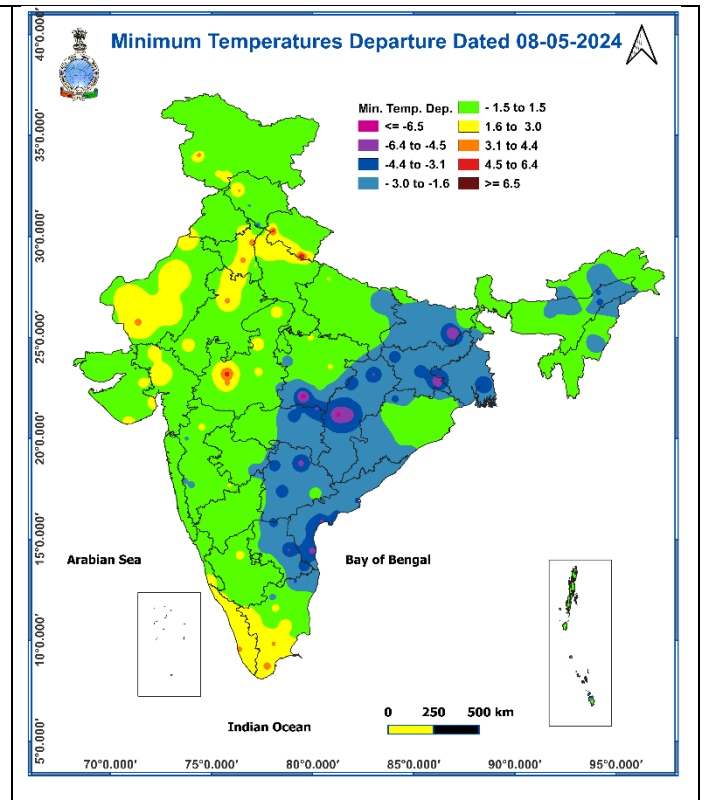 Minimum Temperatures Departure Dated 08-05-2024
Min. Temp. Dep.
<= -6.5
-6.4 to -4.5
-4.4 to -3.1
- 3.0 to -1.6
- 1.5 to 1.5
1.6 to 3.0
3.1 to 4.4
4.5 to 6.4
>= 6.5
40°0.000'
35°0.000'
30°0.000'
25°0.000'
20°0.000'
15°0.000'
10°0.000'
5°0.000'
Arabian Sea
Bay of Bengal
Indian Ocean
0 250 500 km
70°0.000' 75°0.000' 80°0.000' 85°0.000' 90°0.000' 95°0.000'